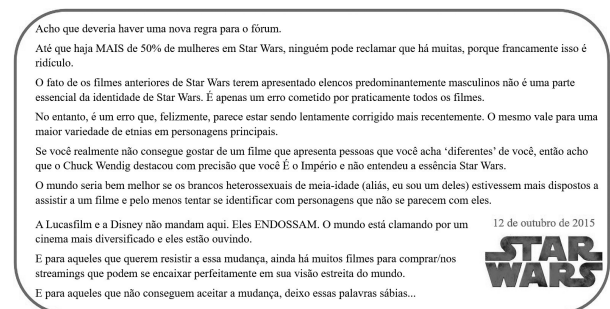 Acho que deveria haver uma nova regra para o fórum.
Até que haja MAIS de 50% de mulheres em Star Wars, ninguém pode reclamar que há muitas, porque francamente isso é
ridículo.
O fato de os filmes anteriores de Star Wars terem apresentado elencos predominantemente masculinos não é uma parte
essencial da identidade de Star Wars. É apenas um erro cometido por praticamente todos os filmes.
No entanto, é um erro que, felizmente, parece estar sendo lentamente corrigido mais recentemente. O mesmo vale para uma
maior variedade de etnias em personagens principais.
Se você realmente não consegue gostar de um filme que apresenta pessoas que você acha ‘diferentes’ de você, então acho
que o Chuck Wendig destacou com precisão que você É o Império e não entendeu a essência Star Wars.
O mundo seria bem melhor se os brancos heterossexuais de meia-idade (aliás, eu sou um deles) estivessem mais dispostos a
assistir a um filme e pelo menos tentar se identificar com personagens que não se parecem com eles.
A Lucasfilm e a Disney não mandam aqui. Eles ENDOSSAM. O mundo está clamando por um
cinema mais diversificado e eles estão ouvindo.
E para aqueles que querem resistir a essa mudança, ainda há muitos filmes para comprar/nos
streamings que podem se encaixar perfeitamente em sua visão estreita do mundo.
E para aqueles que não conseguem aceitar a mudança, deixo essas palavras sábias...
12 de outubro de 2015
STAR
WARS